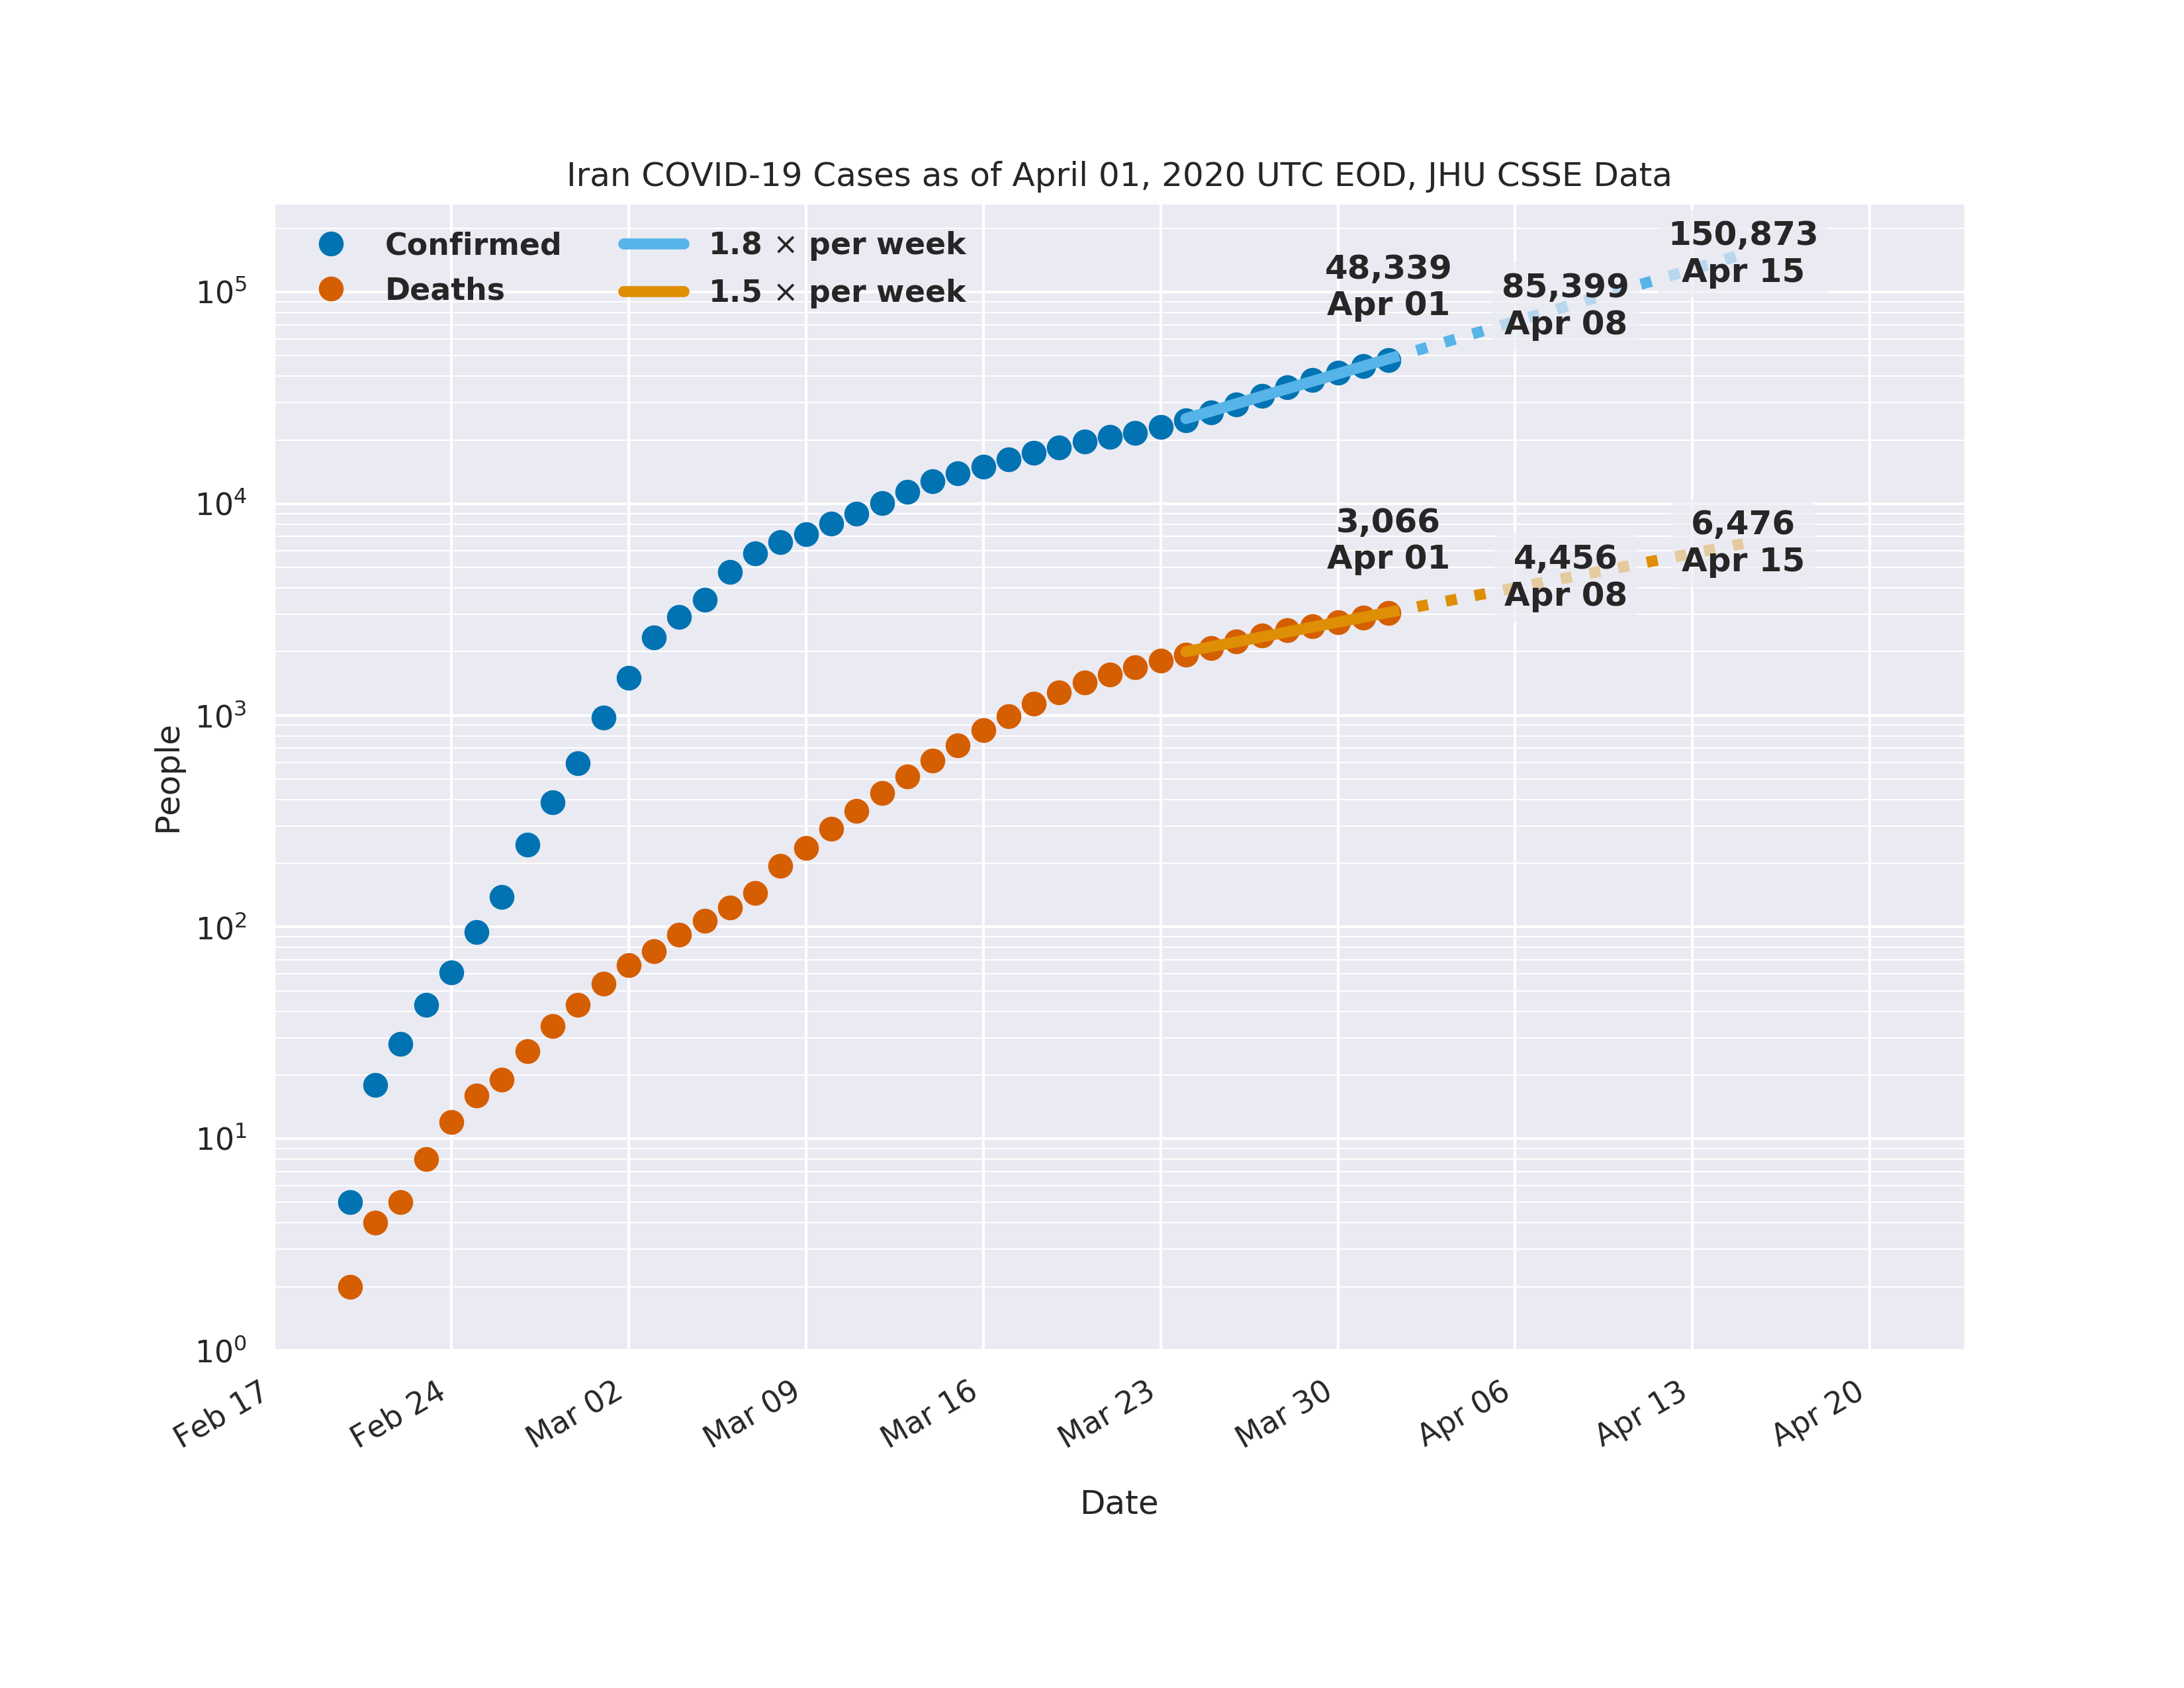 Iran COVID-19 Cases as of April 01, 2020 UTC EOD, JHU CSSE Data
Confirmed
Deaths
1.8 × per week
1.5 × per week
48,339
Apr 01
85,399
Apr 08
150,873
Apr 15
3,066
Apr 01
4,456
Apr 08
6,476
Apr 15
People
10⁵
10⁴
10³
10²
10¹
10⁰
Feb 17
Feb 24
Mar 02
Mar 09
Mar 16
Mar 23
Mar 30
Apr 06
Apr 13
Apr 20
Date